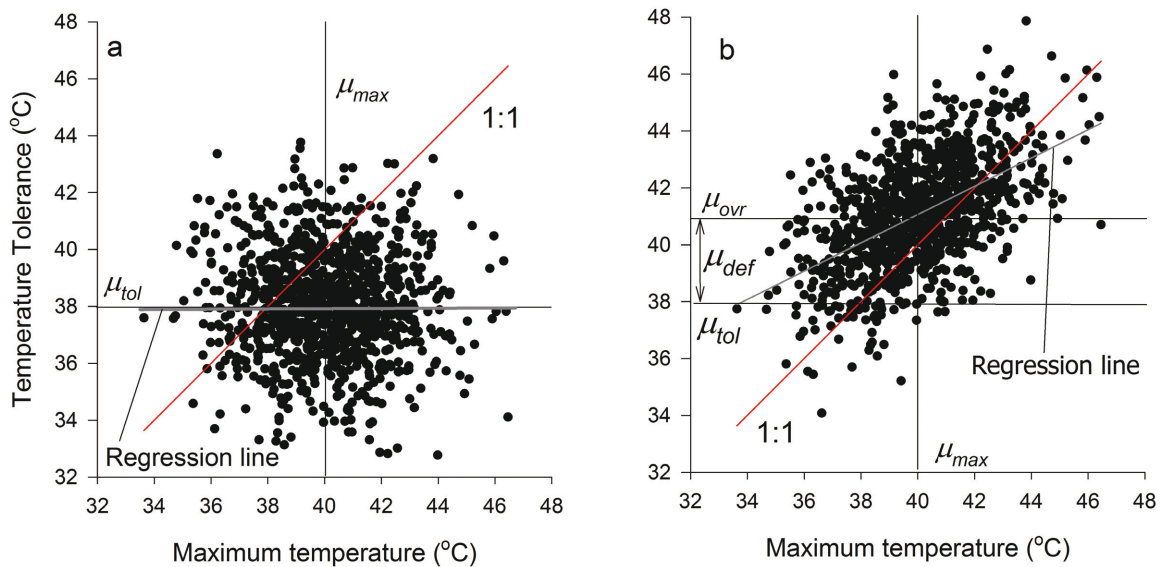 a
48
46
44
42
40
38
36
34
32
32 34 36 38 40 42 44 46 48
Temperature Tolerance (°C)
Maximum temperature (°C)
μmax
1:1
μtol
Regression line
b
48
46
44
42
40
38
36
34
32
32 34 36 38 40 42 44 46 48
Maximum temperature (°C)
μovr
μdef
μtol
Regression line
1:1
μmax